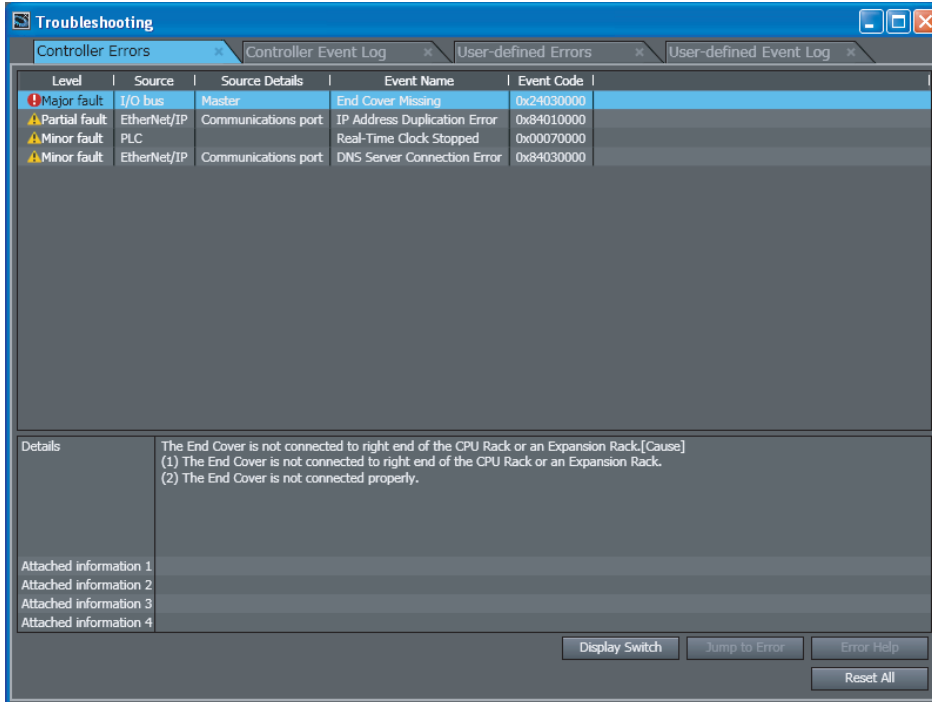 Troubleshooting
Controller Errors Controller Event Log User-defined Errors User-defined Event Log
Level Source Source Details Event Name Event Code
Major fault I/O bus Master End Cover Missing 0x24030000
Partial fault EtherNet/IP Communications port IP Address Duplication Error 0x84010000
Minor fault PLC Real-Time Clock Stopped 0x00070000
Minor fault EtherNet/IP Communications port DNS Server Connection Error 0x84030000
Details The End Cover is not connected to right end of the CPU Rack or an Expansion Rack.[Cause]
(1) The End Cover is not connected to right end of the CPU Rack or an Expansion Rack.
(2) The End Cover is not connected properly.
Attached information 1
Attached information 2
Attached information 3
Attached information 4
Display Switch Jump to Error Error Help
Reset All